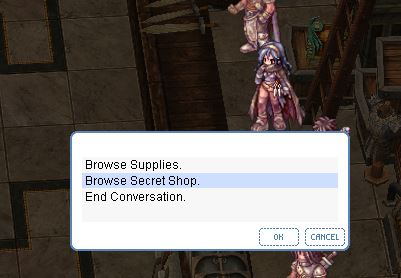 Browse Supplies.
Browse Secret Shop.
End Conversation.
OK CANCEL